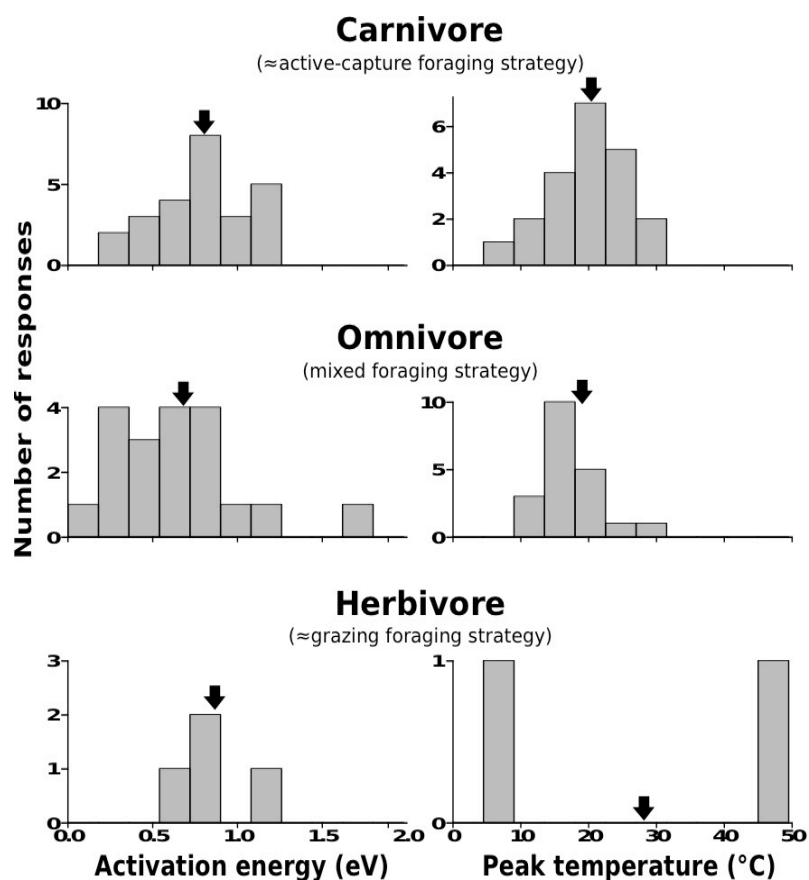 Carnivore
(≈active-capture foraging strategy)
10
5
0
6
4
2
0
Omnivore
(mixed foraging strategy)
4
2
0
10
5
0
Number of responses
Herbivore
(≈grazing foraging strategy)
3
2
1
0
1
0
0.0 0.5 1.0 1.5 2.0
0 10 20 30 40 50
Activation energy (eV) Peak temperature (°C)